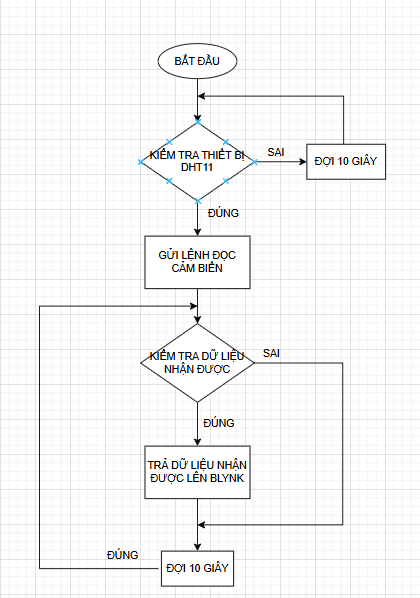 BẮT ĐẦU
KIỂM TRA THIẾT BỊ
DHT11
SAI
ĐỢI 10 GIÂY
ĐÚNG
GỬI LỆNH ĐỌC
CẢM BIẾN
KIỂM TRA DỮ LIỆU
NHẬN ĐƯỢC
SAI
ĐÚNG
TRẢ DỮ LIỆU NHẬN
ĐƯỢC LÊN BLYNK
ĐÚNG
ĐỢI 10 GIÂY